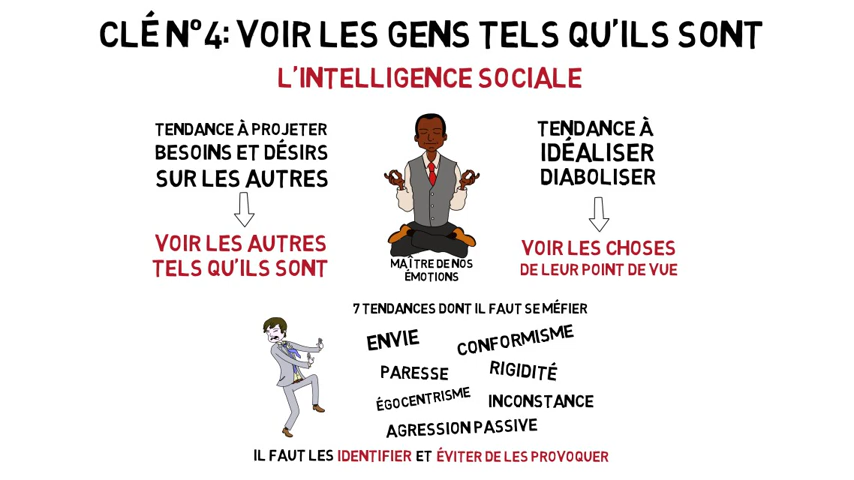 CLÉ N°4: VOIR LES GENS TELS QU'ILS SONT
L'INTELLIGENCE SOCIALE
TENDANCE À PROJETER
BESOINS ET DÉSIRS
SUR LES AUTRES
VOIR LES AUTRES
TELS QU'ILS SONT
MAÎTRE DE NOS
ÉMOTIONS
TENDANCE À
IDÉALISER
DIABOLISER
VOIR LES CHOSES
DE LEUR POINT DE VUE
7 TENDANCES DONT IL FAUT SE MÉFIER
ENVIE
CONFORMISME
PARESSE
RIGIDITÉ
ÉGOCENTRISME
INCONSTANCE
AGRESSION PASSIVE
IL FAUT LES IDENTIFIER ET ÉVITER DE LES PROVOQUER